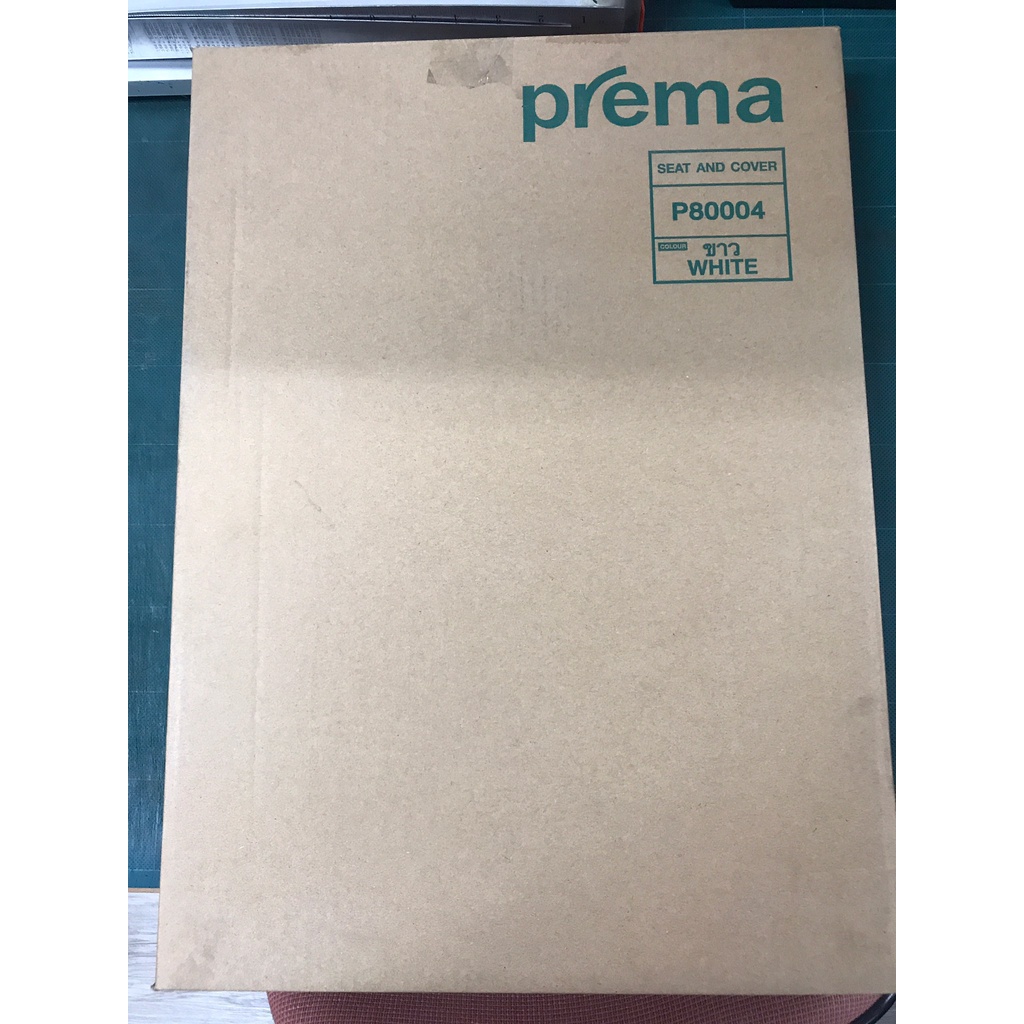 prema
SEAT AND COVER
P80004
COLOUR ขาว
WHITE